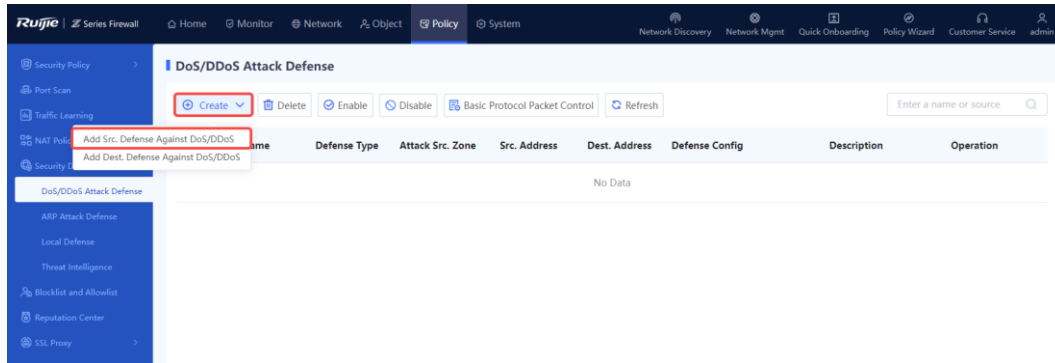 Ruijie | Z Series Firewall
Home
Monitor
Network
Object
Policy
System
Network Discovery
Network Mgmt
Quick Onboarding
Policy Wizard
Customer Service
admin
Security Policy
Port Scan
Traffic Learning
NAT Polic
Security D
DoS/DDoS Attack Defense
ARP Attack Defense
Local Defense
Threat Intelligence
Blocklist and Allowlist
Reputation Center
SSL Proxy
DoS/DDoS Attack Defense
Create
Delete
Enable
Disable
Basic Protocol Packet Control
Refresh
Enter a name or source
Add Src. Defense Against DoS/DDoS
Add Dest. Defense Against DoS/DDoS
ame
Defense Type
Attack Src. Zone
Src. Address
Dest. Address
Defense Config
Description
Operation
No Data